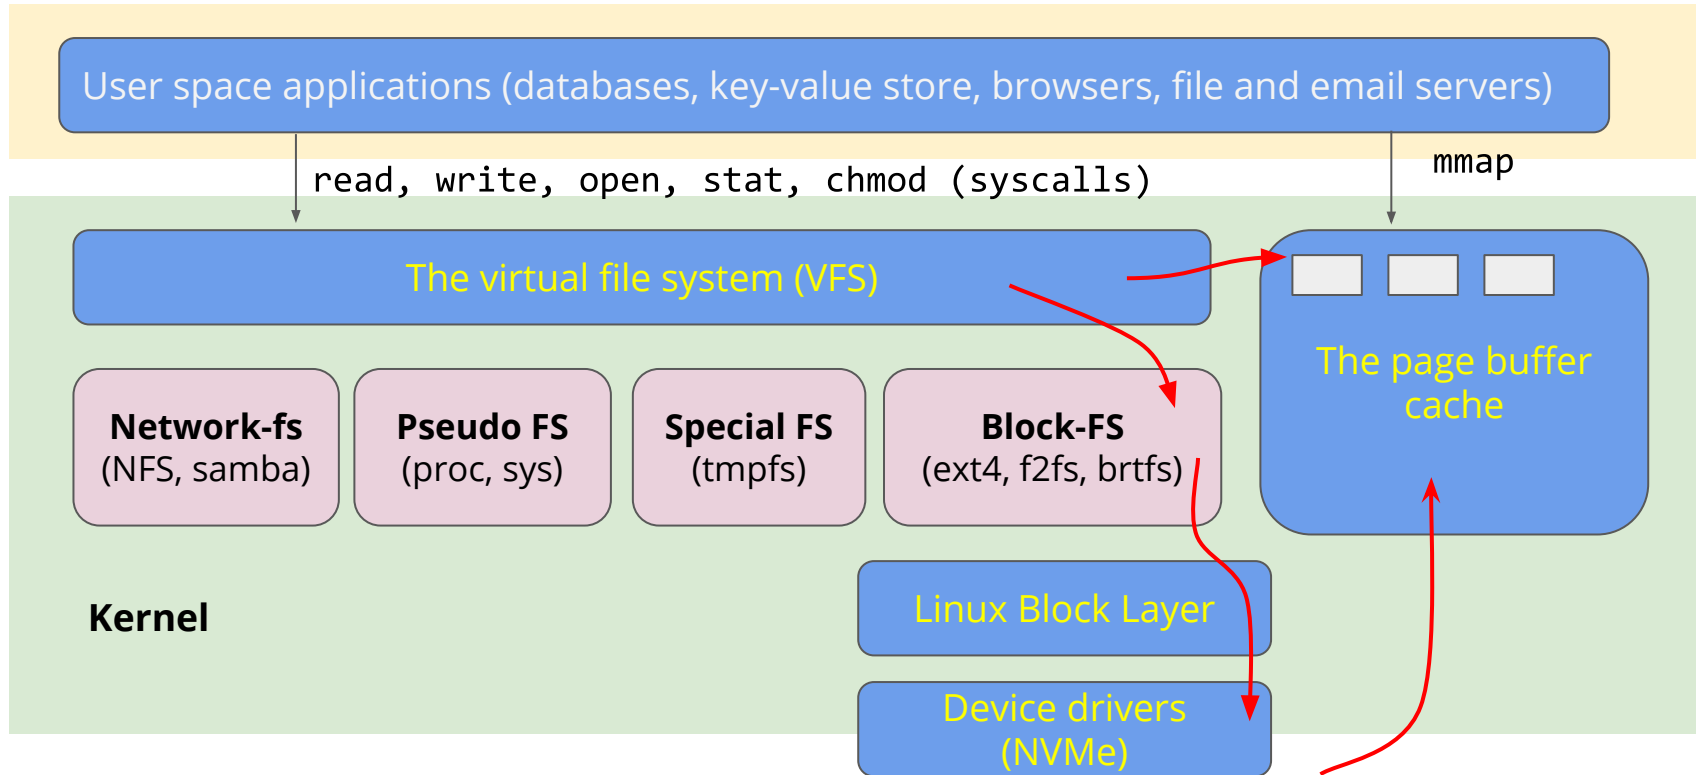 User space applications (databases, key-value store, browsers, file and email servers)
read, write, open, stat, chmod (syscalls)
mmap
The virtual file system (VFS)
The page buffer
cache
Network-fs
(NFS, samba)
Pseudo FS
(proc, sys)
Special FS
(tmpfs)
Block-FS
(ext4, f2fs, brtfs)
Kernel
Linux Block Layer
Device drivers
(NVMe)